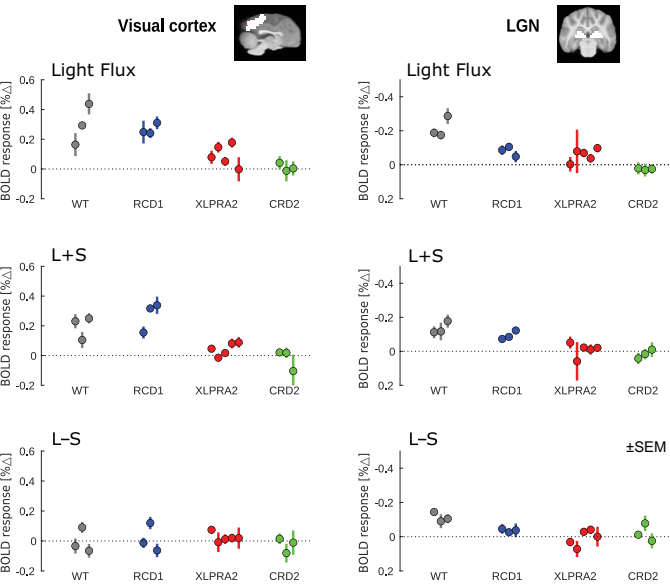 Visual cortex
LGN
Light Flux
Light Flux
BOLD response [%△]
0.6
0.4
0.2
0
-0.2
WT
RCD1
XLPRA2
CRD2
BOLD response [%△]
-0.4
-0.2
0
0.2
WT
RCD1
XLPRA2
CRD2
L+S
L+S
BOLD response [%△]
0.6
0.4
0.2
0
-0.2
WT
RCD1
XLPRA2
CRD2
BOLD response [%△]
-0.4
-0.2
0
0.2
WT
RCD1
XLPRA2
CRD2
L−S
L−S
±SEM
BOLD response [%△]
0.6
0.4
0.2
0
-0.2
WT
RCD1
XLPRA2
CRD2
BOLD response [%△]
-0.4
-0.2
0
0.2
WT
RCD1
XLPRA2
CRD2